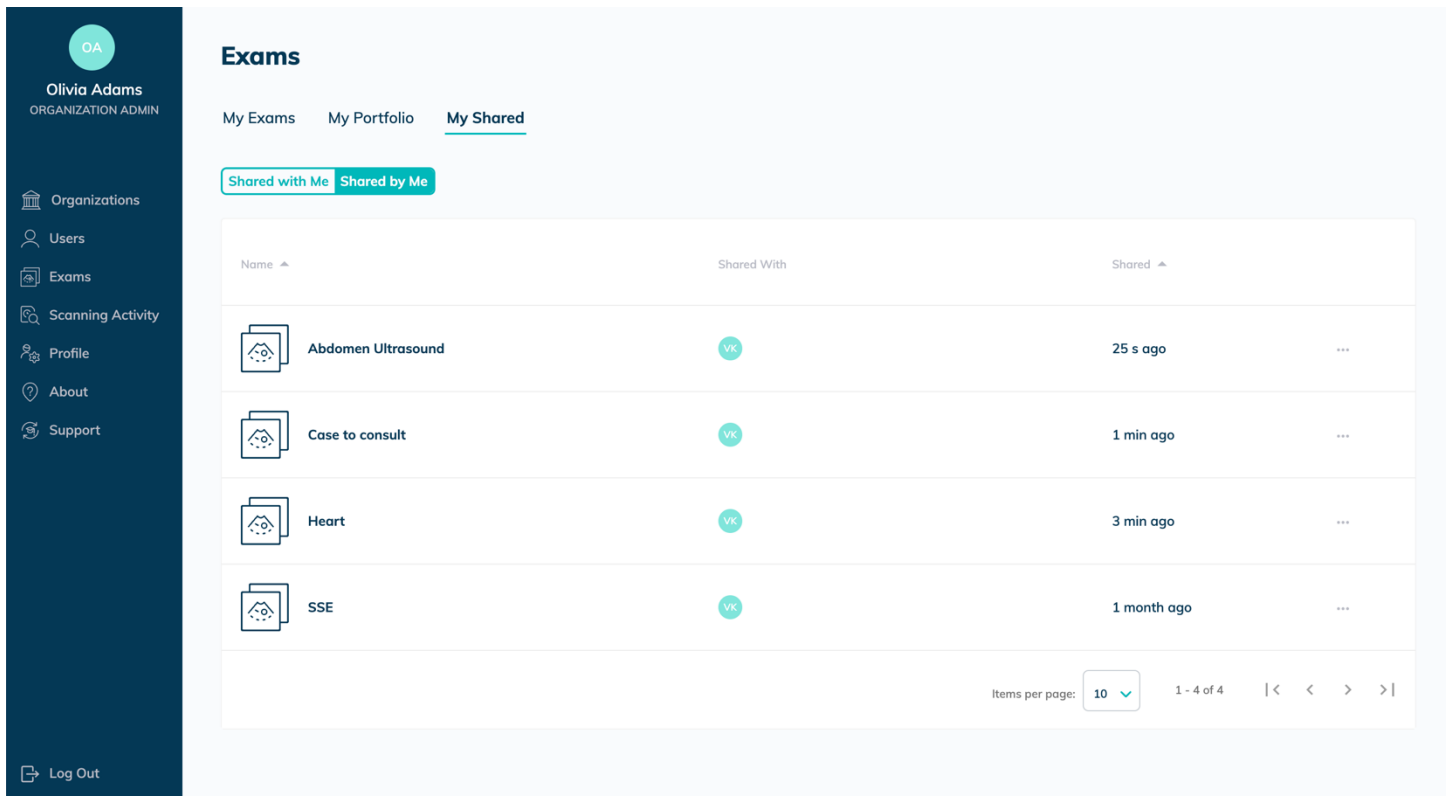 OA
Olivia Adams
ORGANIZATION ADMIN
Organizations
Users
Exams
Scanning Activity
Profile
About
Support
Log Out
Exams
My Exams My Portfolio My Shared
Shared with Me Shared by Me
Name Shared With Shared
Abdomen Ultrasound VK 25 s ago ...
Case to consult VK 1 min ago ...
Heart VK 3 min ago ...
SSE VK 1 month ago ...
Items per page: 10 1 - 4 of 4